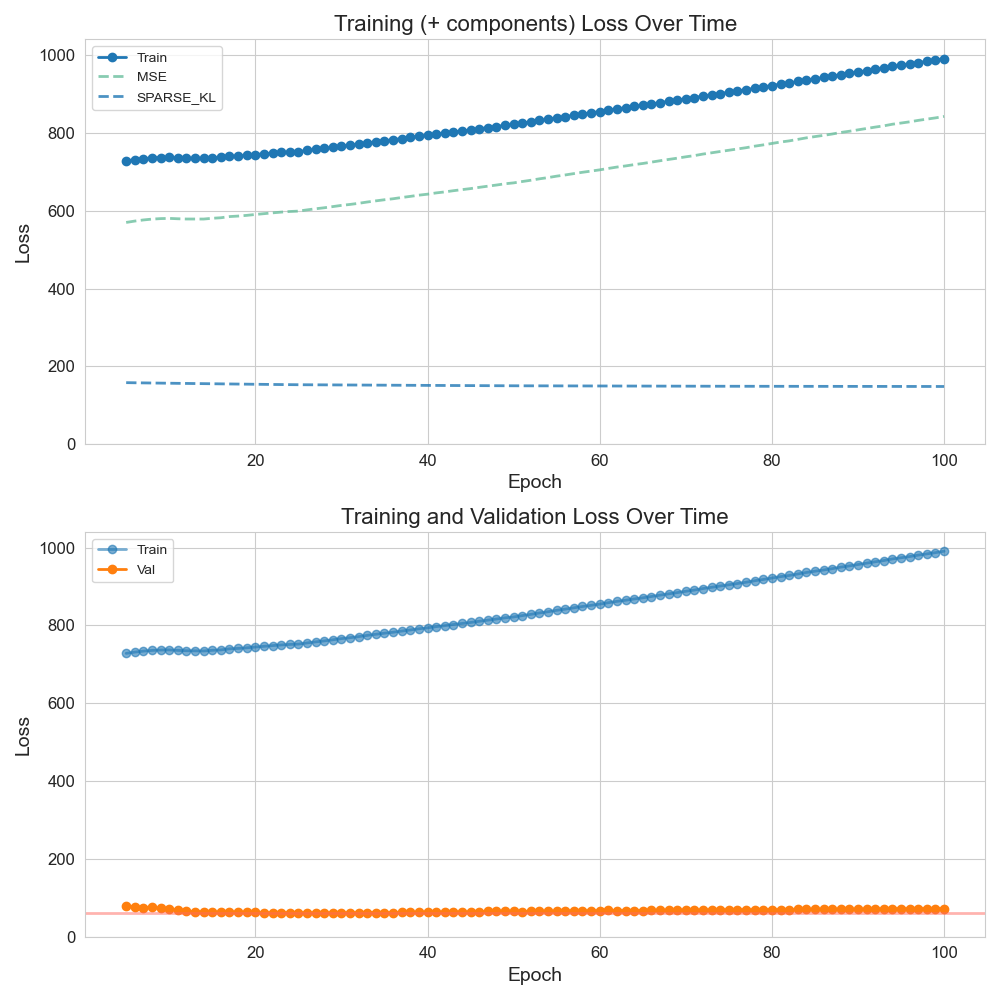 Training (+ components) Loss Over Time
Train
MSE
SPARSE_KL
Loss
1000
800
600
400
200
0
20 40 60 80 100
Epoch
Training and Validation Loss Over Time
Train
Val
Loss
1000
800
600
400
200
0
20 40 60 80 100
Epoch